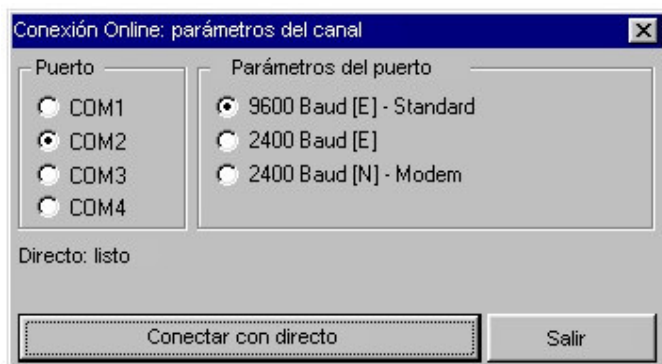 Conexión Online: parámetros del canal
Puerto
COM1
COM2
COM3
COM4
Parámetros del puerto
9600 Baud [E] - Standard
2400 Baud [E]
2400 Baud [N] - Modem
Directo: listo
Conectar con directo
Salir